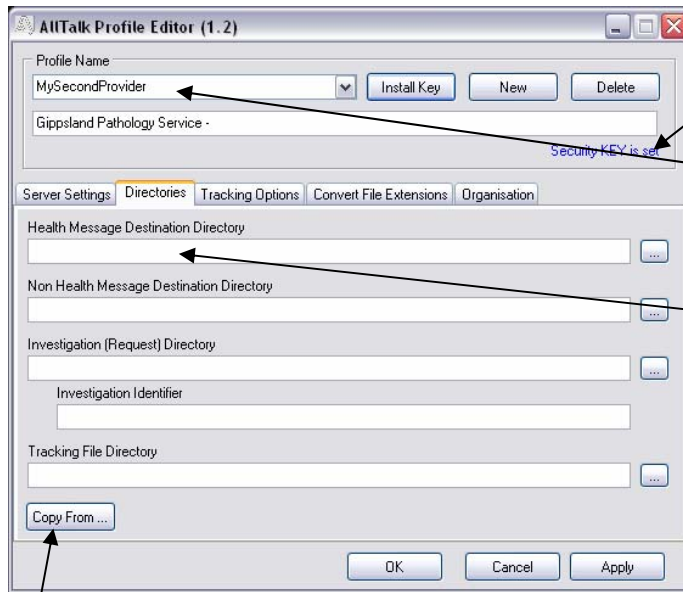 AllTalk Profile Editor (1.2)
Profile Name
MySecondProvider
Install Key
New
Delete
Gippsland Pathology Service -
Security KEY is set
Server Settings
Directories
Tracking Options
Convert File Extensions
Organisation
Health Message Destination Directory
...
Non Health Message Destination Directory
...
Investigation (Request) Directory
...
Investigation Identifier
Tracking File Directory
...
Copy From ...
OK
Cancel
Apply